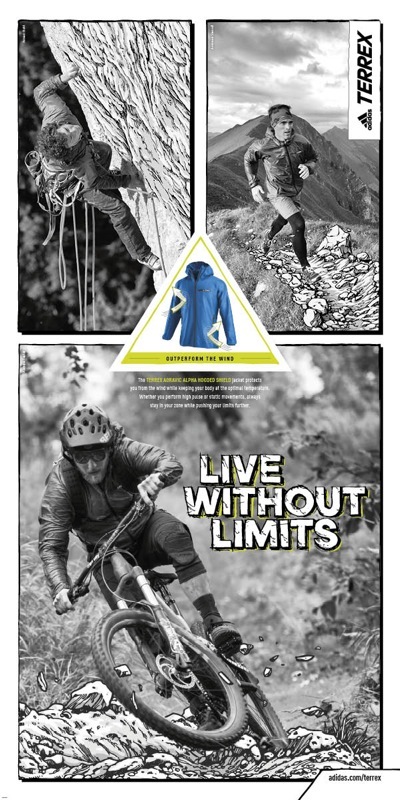 adidas
TERREX
OUTPERFORM THE WIND
The TERREX AGRAVIC ALPHA HOODED SHIELD jacket protects
you from the wind while keeping your body at the optimal temperature.
Whether you perform high pulse or static movements, always
stay in your zone while pushing your limits further.
LIVE
WITHOUT
LIMITS
adidas.com/terrex